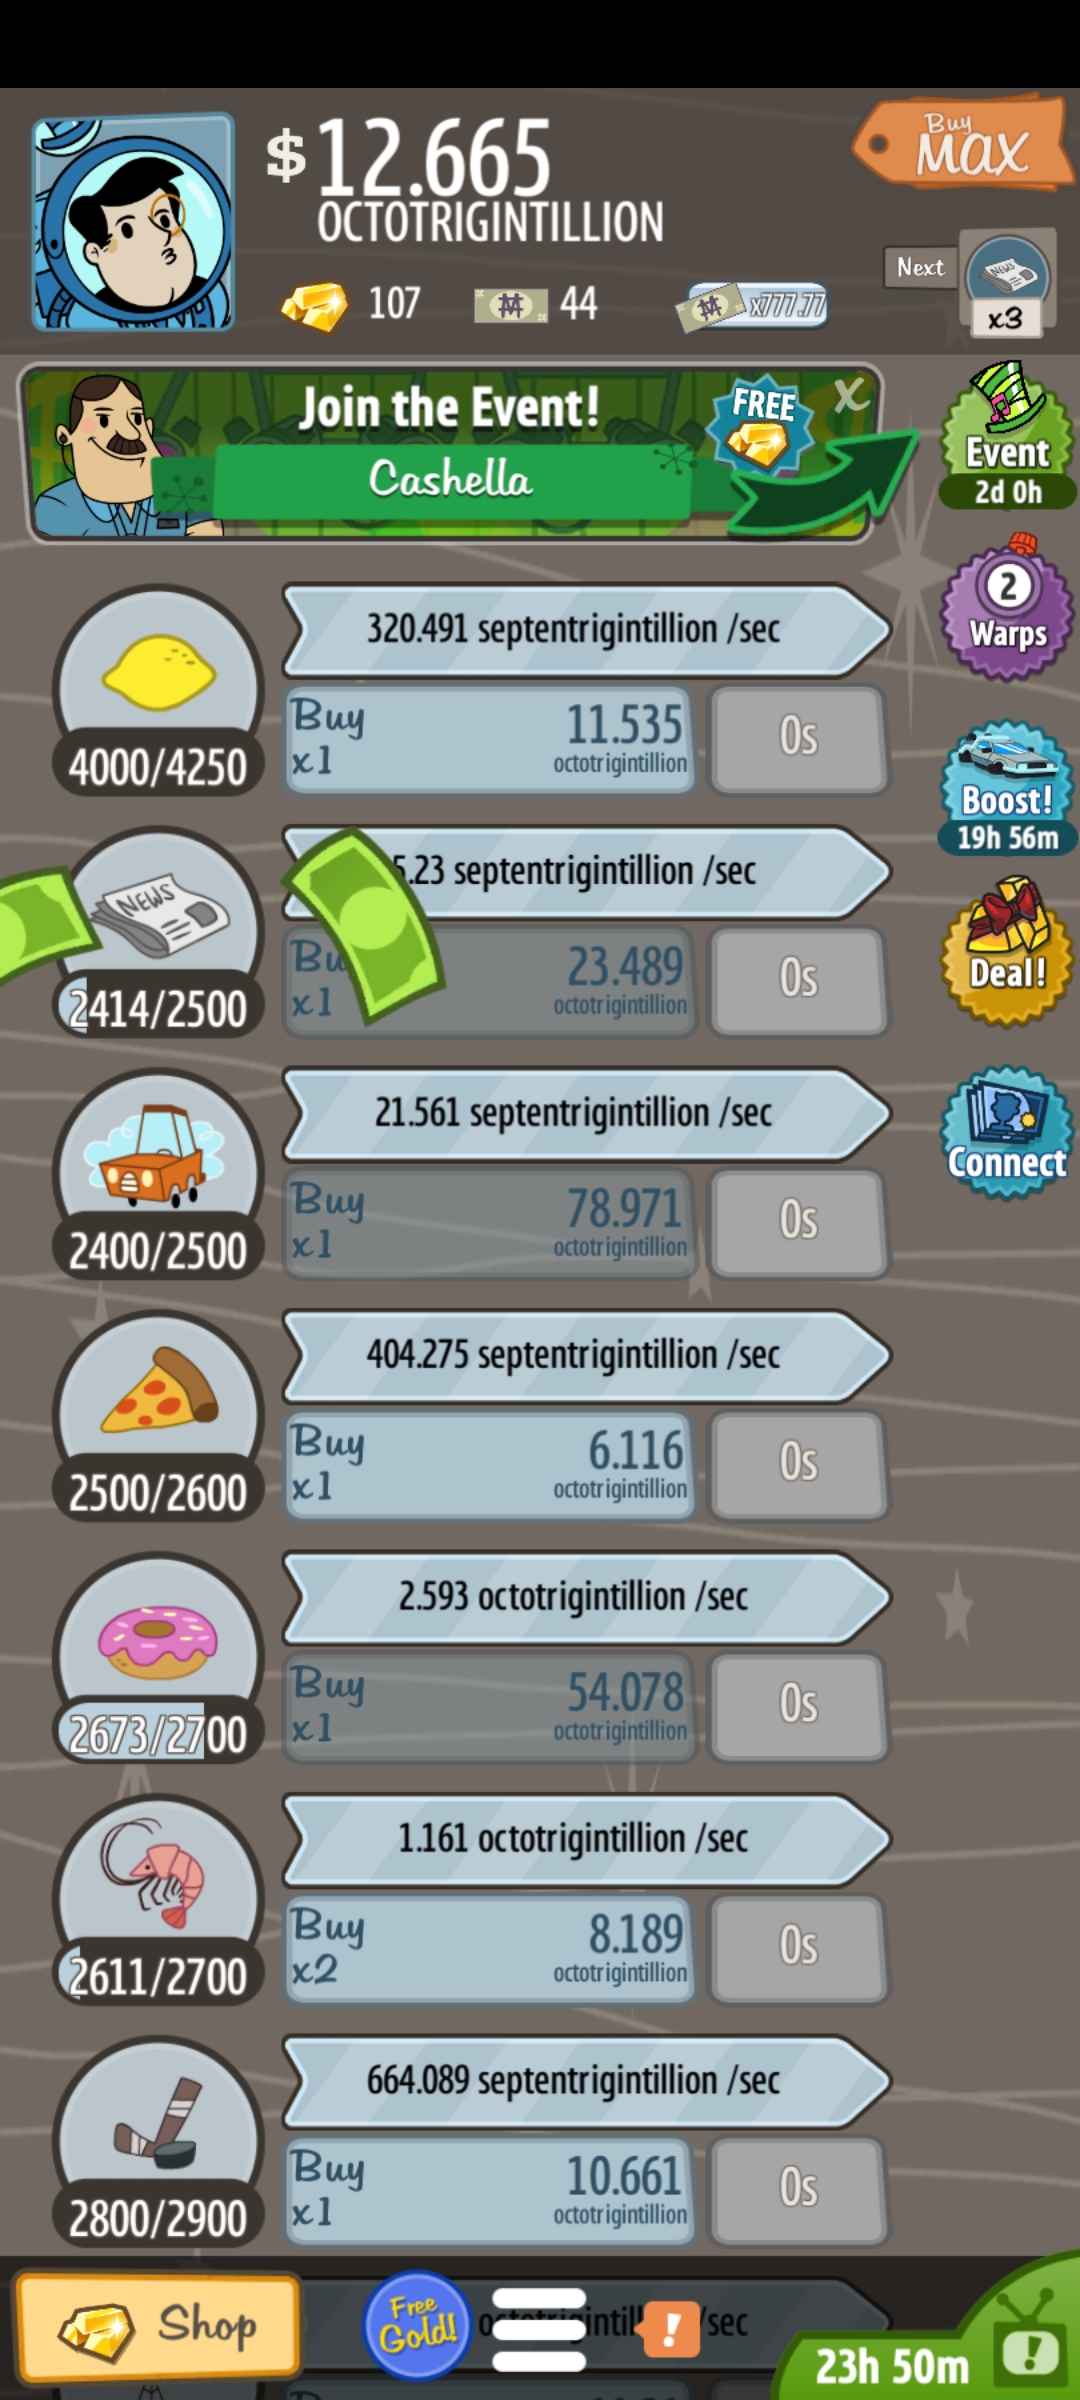 $12.665
OCTOTRIGINTILLION
Buy
MAX
107
44
x777.77
Next
NEWS
x3
Join the Event!
Cashella
FREE
X
Event
2d 0h
2
Warps
Boost!
19h 56m
Deal!
Connect
320.491 septentrigintillion /sec
Buy
x1
11.535
octotrigintillion
0s
4000/4250
NEWS
5.23 septentrigintillion /sec
x1
23.489
octotrigintillion
0s
2414/2500
21.561 septentrigintillion /sec
Buy
x1
78.971
octotrigintillion
0s
2400/2500
404.275 septentrigintillion /sec
Buy
x1
6.116
octotrigintillion
0s
2500/2600
2.593 octotrigintillion /sec
Buy
x1
54.078
octotrigintillion
0s
2673/2700
1.161 octotrigintillion /sec
Buy
x2
8.189
octotrigintillion
0s
2611/2700
664.089 septentrigintillion /sec
Buy
x1
10.661
octotrigintillion
0s
2800/2900
Shop
Free
Gold!
!
/sec
23h 50m
!